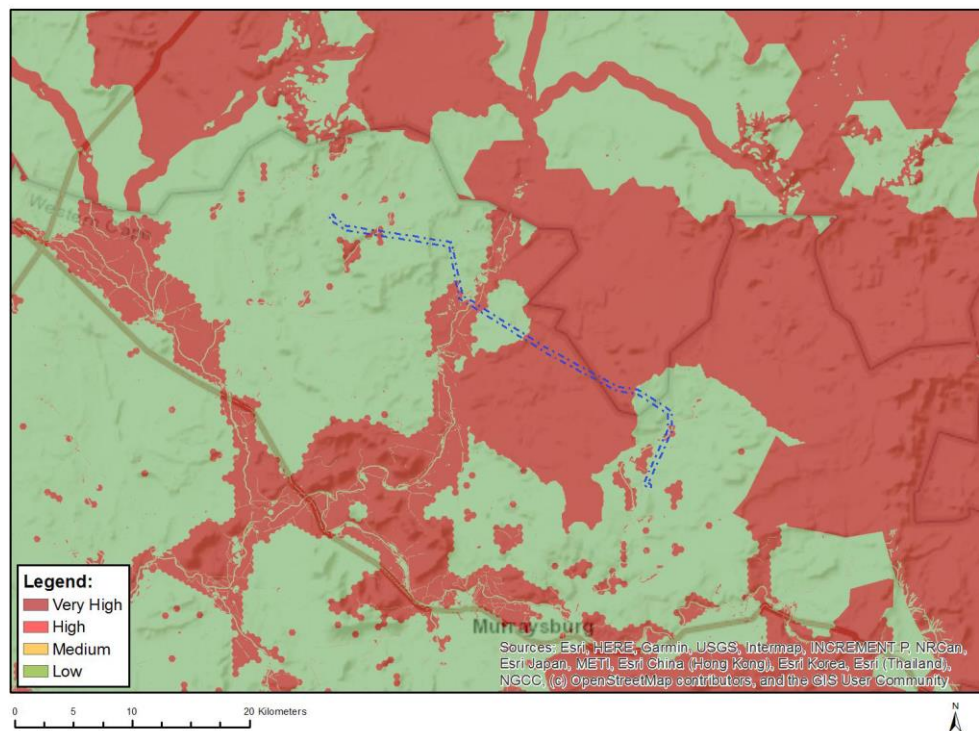 Western Cape
Legend:
Very High
High
Medium
Low
Murraysburg
Sources: Esri, HERE, Garmin, USGS, Intermap, INCREMENT P, NRCan,
Esri Japan, METI, Esri China (Hong Kong), Esri Korea, Esri (Thailand),
NGCC, (c) OpenStreetMap contributors, and the GIS User Community
0 5 10 20 Kilometers
N